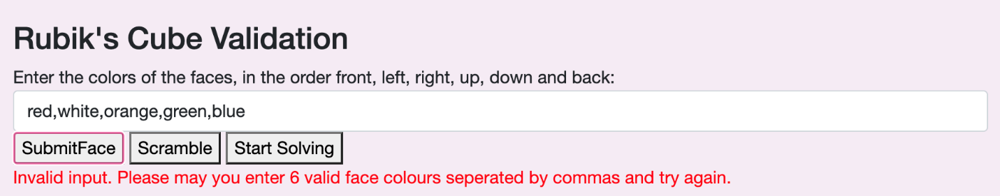 Rubik's Cube Validation
Enter the colors of the faces, in the order front, left, right, up, down and back:
red,white,orange,green,blue
SubmitFace Scramble Start Solving
Invalid input. Please may you enter 6 valid face colours seperated by commas and try again.